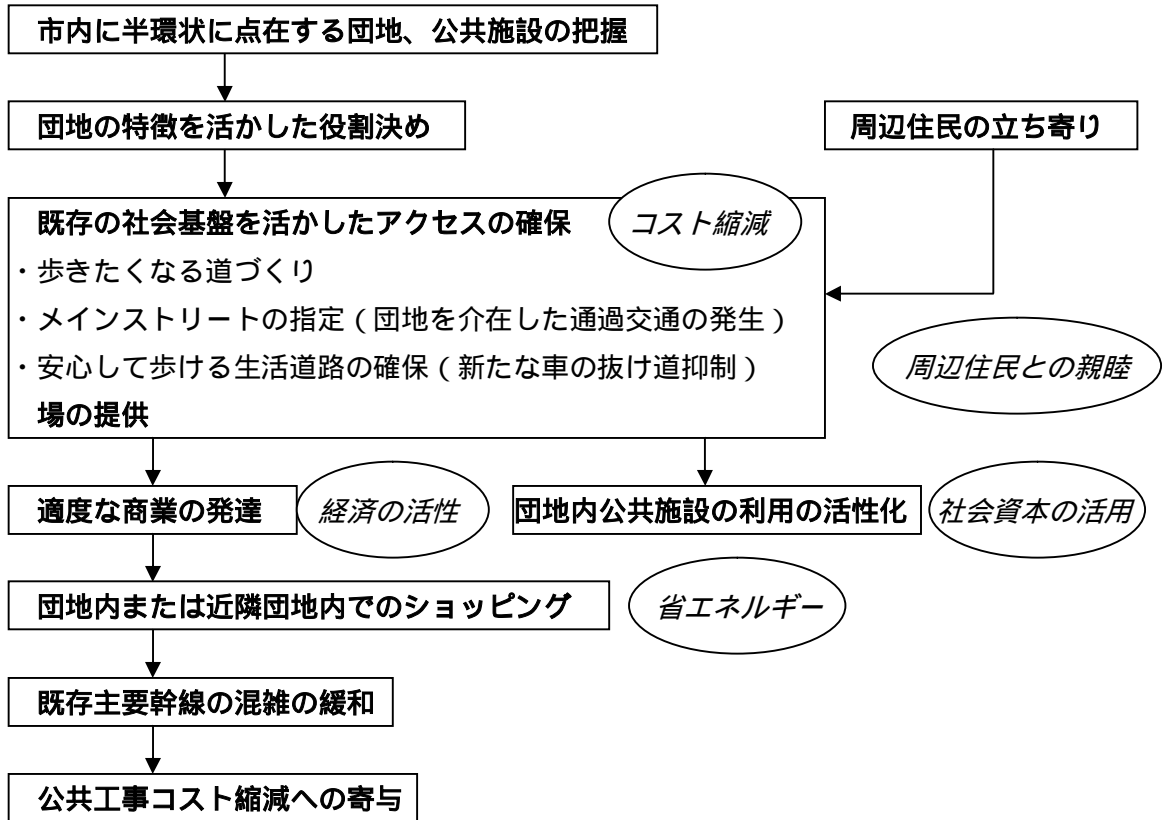 市内に半環状に点在する団地、公共施設の把握
団地の特徴を活かした役割決め
周辺住民の立ち寄り
既存の社会基盤を活かしたアクセスの確保
コスト縮減
・歩きたくなる道づくり
・メインストリートの指定（団地を介在した通過交通の発生）
・安心して歩ける生活道路の確保（新たな車の抜け道抑制）
周辺住民との親睦
場の提供
適度な商業の発達
経済の活性
団地内公共施設の利用の活性化
社会資本の活用
団地内または近隣団地内でのショッピング
省エネルギー
既存主要幹線の混雑の緩和
公共工事コスト縮減への寄与